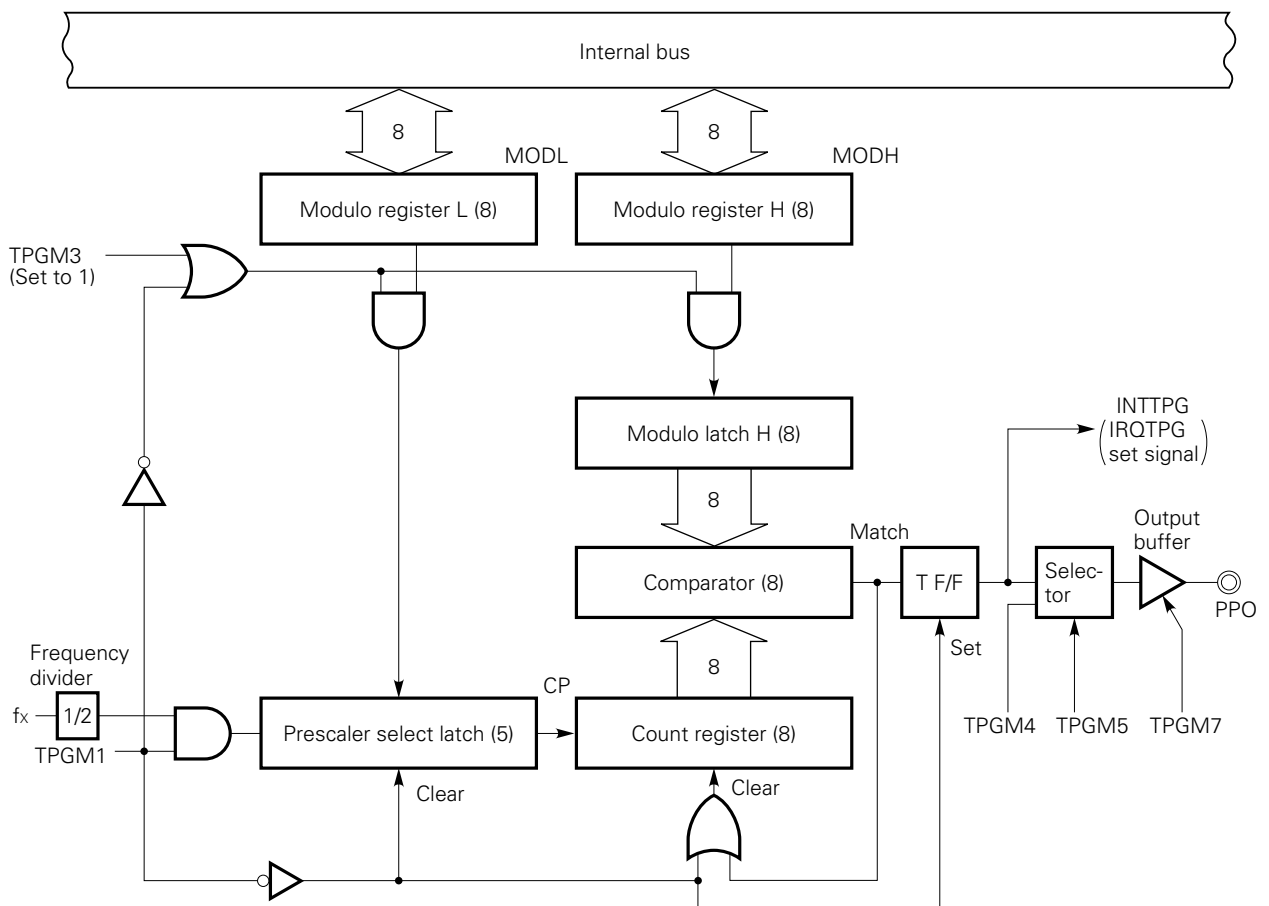 Internal bus
8
8
MODL
MODH
Modulo register L (8)
Modulo register H (8)
TPGM3
(Set to 1)
Modulo latch H (8)
INTTPG
(IRQTPG
set signal)
8
Match
Output
buffer
Comparator (8)
T F/F
Selec-
tor
PPO
Set
8
Frequency
divider
CP
fX
1/2
Prescaler select latch (5)
Count register (8)
TPGM4
TPGM5
TPGM7
TPGM1
Clear
Clear